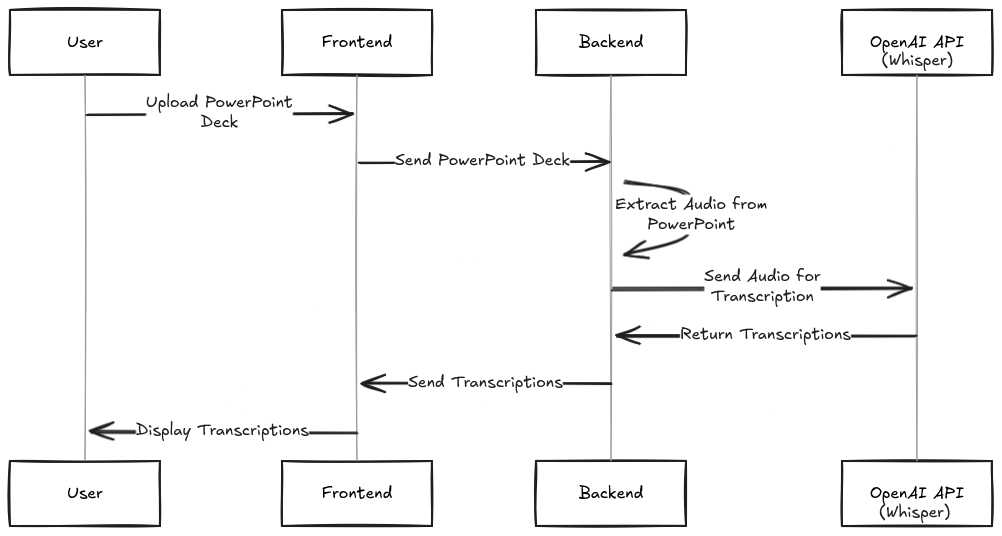 User
Frontend
Backend
OpenAI API
(Whisper)
Upload PowerPoint
Deck
Send PowerPoint Deck
Extract Audio from
PowerPoint
Send Audio for
Transcription
Return Transcriptions
Send Transcriptions
Display Transcriptions
User
Frontend
Backend
OpenAI API
(Whisper)